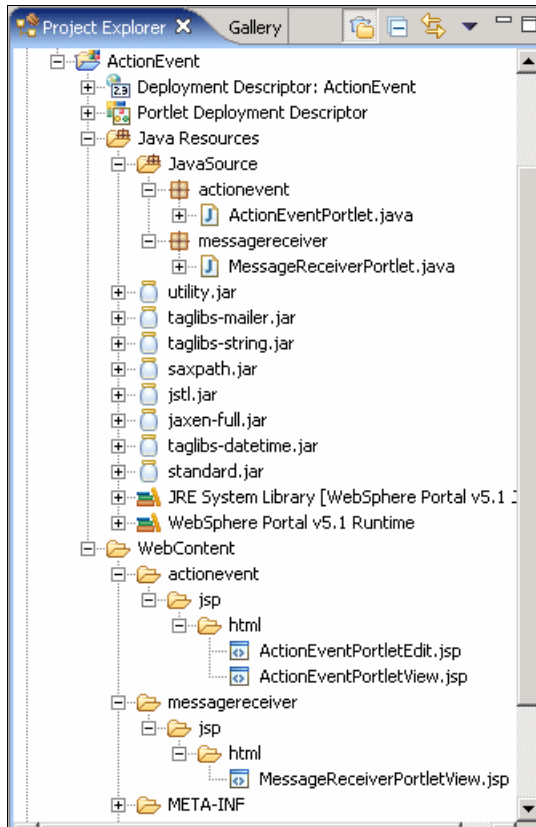 Project Explorer Gallery
ActionEvent
2.3 Deployment Descriptor: ActionEvent
Portlet Deployment Descriptor
Java Resources
JavaSource
actionevent
J ActionEventPortlet.java
messagereceiver
J MessageReceiverPortlet.java
utility.jar
taglibs-mailer.jar
taglibs-string.jar
saxpath.jar
jstl.jar
jaxen-full.jar
taglibs-datetime.jar
standard.jar
JRE System Library [WebSphere Portal v5.1 J
WebSphere Portal v5.1 Runtime
WebContent
actionevent
jsp
html
ActionEventPortletEdit.jsp
ActionEventPortletView.jsp
messagereceiver
jsp
html
MessageReceiverPortletView.jsp
META-INF